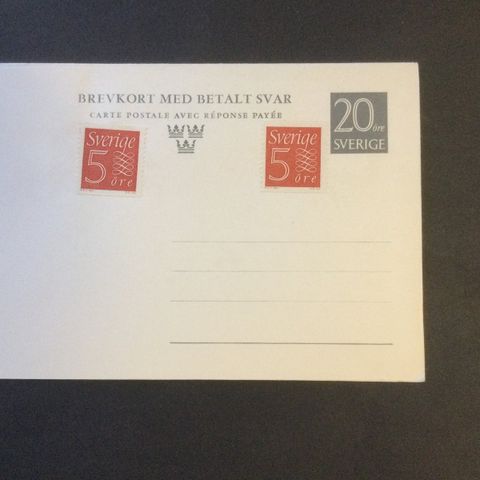 BREVKORT MED BETALT SVAR
CARTE POSTALE AVEC RÉPONSE PAYÉE
20 öre
SVERIGE
Sverige
5
öre
Sverige
5
öre